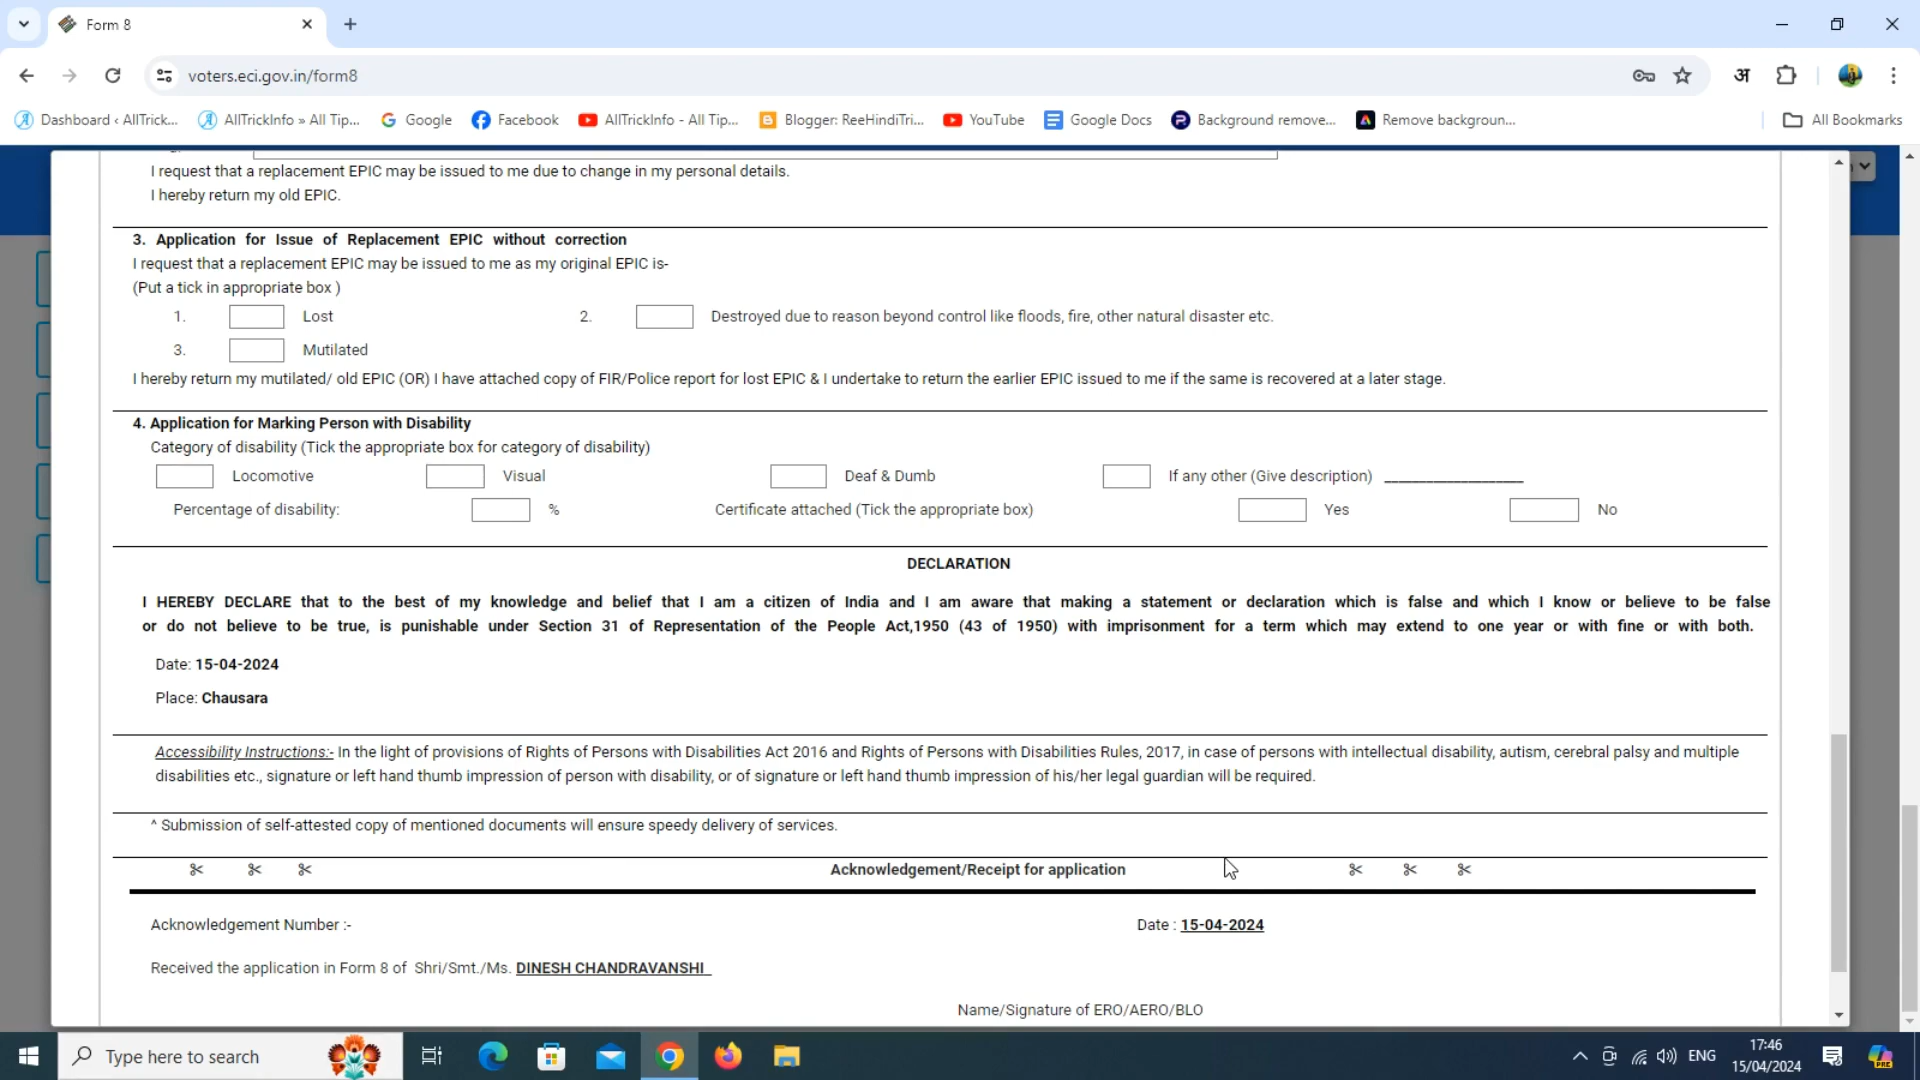 Form 8
voters.eci.gov.in/form8
अ
Dashboard ‹ AllTrick... AllTrickInfo » All Tip... Google Facebook AllTrickInfo - All Tip... Blogger: ReeHindiTri... YouTube Google Docs Background remove... Remove backgroun... All Bookmarks
I request that a replacement EPIC may be issued to me due to change in my personal details.
I hereby return my old EPIC.
3. Application for Issue of Replacement EPIC without correction
I request that a replacement EPIC may be issued to me as my original EPIC is-
(Put a tick in appropriate box )
1. Lost 2. Destroyed due to reason beyond control like floods, fire, other natural disaster etc.
3. Mutilated
I hereby return my mutilated/ old EPIC (OR) I have attached copy of FIR/Police report for lost EPIC & I undertake to return the earlier EPIC issued to me if the same is recovered at a later stage.
4. Application for Marking Person with Disability
Category of disability (Tick the appropriate box for category of disability)
Locomotive Visual Deaf & Dumb If any other (Give description) __________________
Percentage of disability: % Certificate attached (Tick the appropriate box) Yes No
DECLARATION
I HEREBY DECLARE that to the best of my knowledge and belief that I am a citizen of India and I am aware that making a statement or declaration which is false and which I know or believe to be false
or do not believe to be true, is punishable under Section 31 of Representation of the People Act,1950 (43 of 1950) with imprisonment for a term which may extend to one year or with fine or with both.
Date: 15-04-2024
Place: Chausara
Accessibility Instructions:- In the light of provisions of Rights of Persons with Disabilities Act 2016 and Rights of Persons with Disabilities Rules, 2017, in case of persons with intellectual disability, autism, cerebral palsy and multiple
disabilities etc., signature or left hand thumb impression of person with disability, or of signature or left hand thumb impression of his/her legal guardian will be required.
^ Submission of self-attested copy of mentioned documents will ensure speedy delivery of services.
Acknowledgement/Receipt for application
Acknowledgement Number :- Date : 15-04-2024
Received the application in Form 8 of Shri/Smt./Ms. DINESH CHANDRAVANSHI
Name/Signature of ERO/AERO/BLO
Type here to search ENG 17:46
15/04/2024
PRE